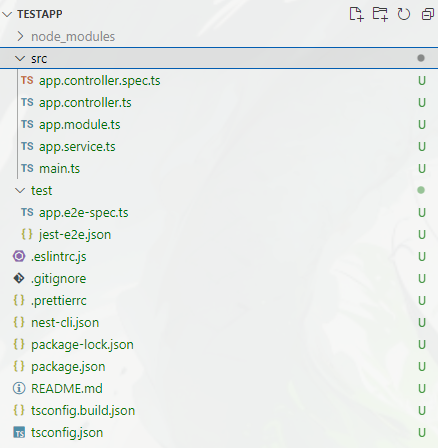 TESTAPP
node_modules
src
TS app.controller.spec.ts U
TS app.controller.ts U
TS app.module.ts U
TS app.service.ts U
TS main.ts U
test
TS app.e2e-spec.ts U
{} jest-e2e.json U
.eslintrc.js U
.gitignore U
{} .prettierrc U
{} nest-cli.json U
{} package-lock.json U
{} package.json U
README.md U
{} tsconfig.build.json U
TS tsconfig.json U